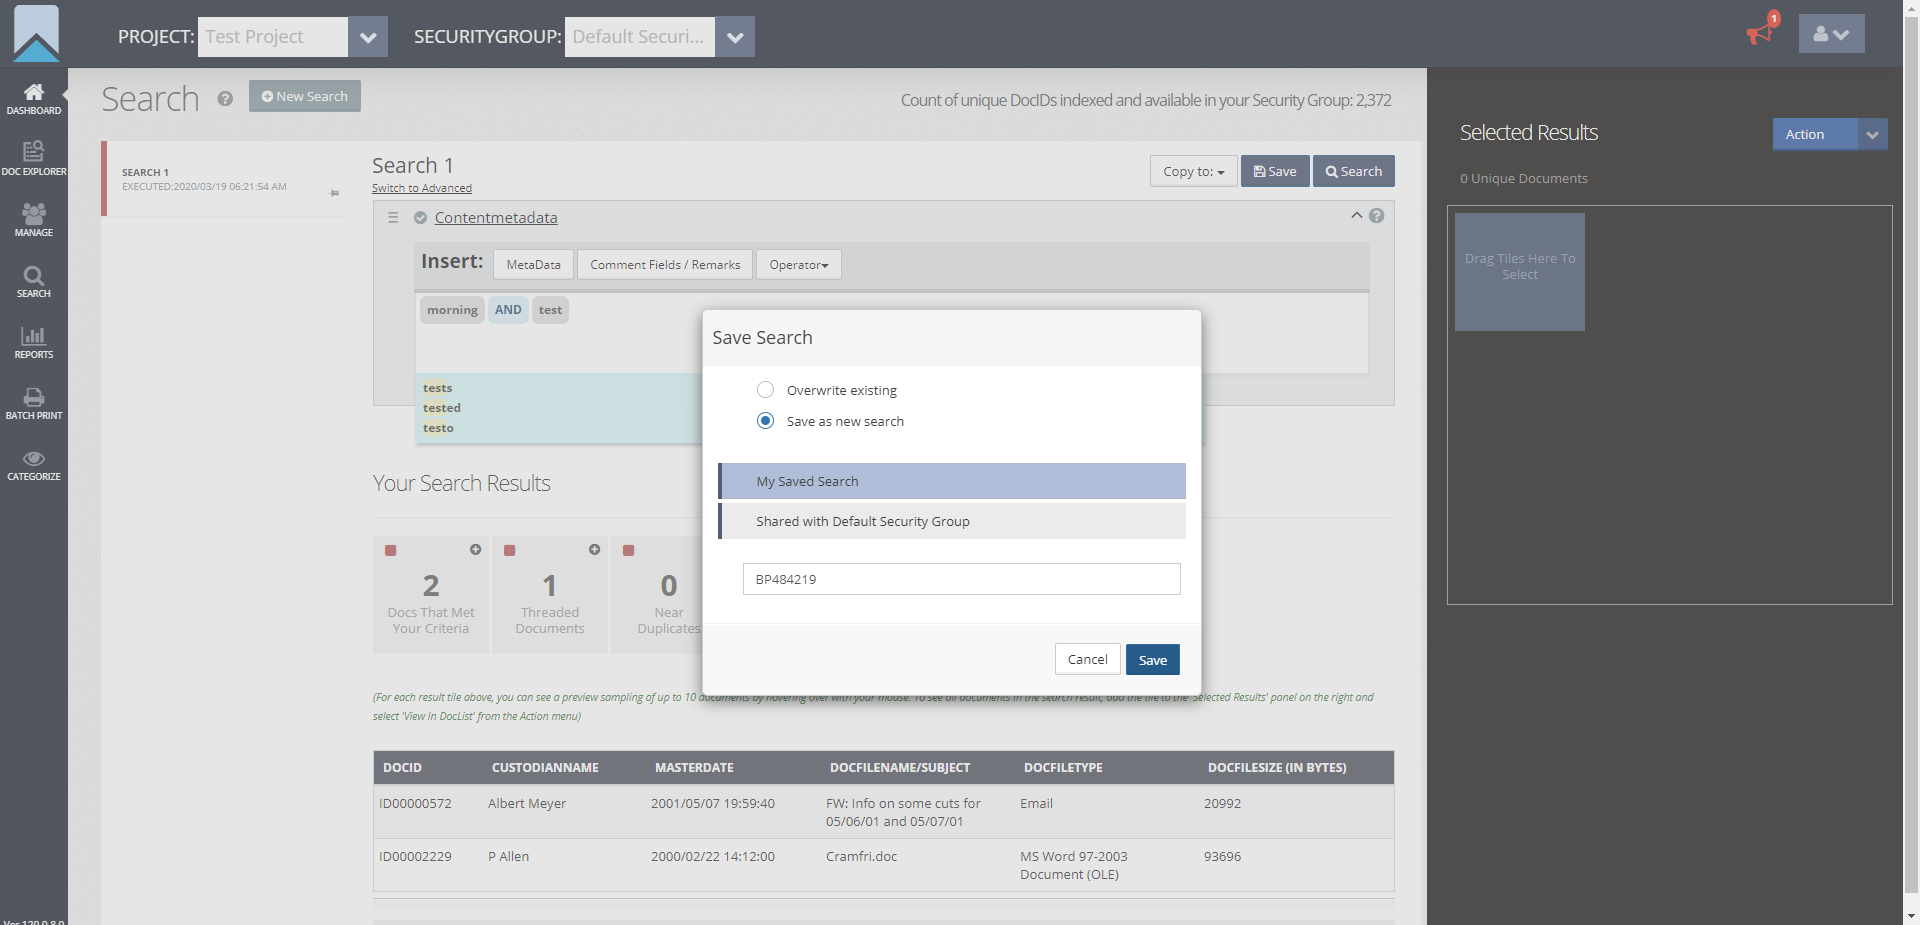 PROJECT: Test Project SECURITYGROUP: Default Securi... 1
DASHBOARD
DOC EXPLORER
MANAGE
SEARCH
REPORTS
BATCH PRINT
CATEGORIZE
Search ? New Search
Count of unique DocIDs indexed and available in your Security Group: 2,372
SEARCH 1
EXECUTED:2020/03/19 06:21:54 AM
Search 1
Switch to Advanced
Copy to: Save Search
Contentmetadata ?
Insert: MetaData Comment Fields / Remarks Operator
morning AND test
tests
tested
testo
Your Search Results
2
Docs That Met
Your Criteria
1
Threaded
Documents
0
Near
Duplicates
Save Search
Overwrite existing
Save as new search
My Saved Search
Shared with Default Security Group
BP484219
Cancel Save
(For each result tile above, you can see a preview sampling of up to 10 documents by hovering over with your mouse. To see all documents in the search result, add the tile to the 'Selected Results' panel on the right and
select 'View In DocList' from the Action menu)
DOCID CUSTODIANNAME MASTERDATE DOCFILENAME/SUBJECT DOCFILETYPE DOCFILESIZE (IN BYTES)
ID00000572 Albert Meyer 2001/05/07 19:59:40 FW: Info on some cuts for Email 20992
05/06/01 and 05/07/01
ID00002229 P Allen 2000/02/22 14:12:00 Cramfri.doc MS Word 97-2003 93696
Document (OLE)
Selected Results Action
0 Unique Documents
Drag Tiles Here To
Select